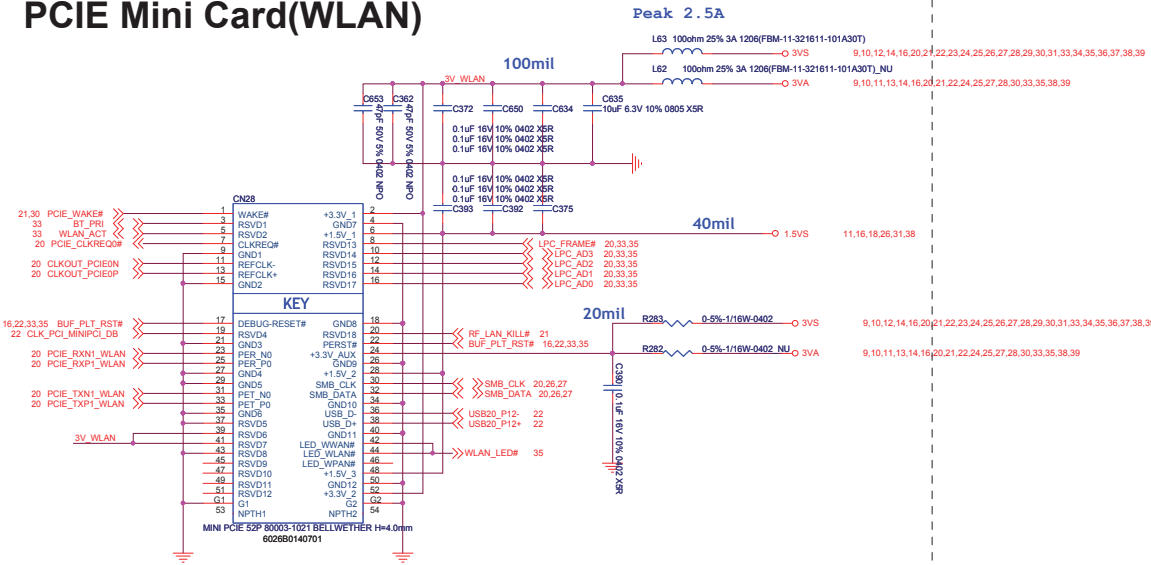 PCIE Mini Card(WLAN)
Peak 2.5A
L63 100ohm 25% 3A 1206(FBM-11-321611-101A30T)
3VS 9,10,12,14,16,20,21,22,23,24,25,26,27,28,29,30,31,33,34,35,36,37,38,39
100mil
L62 100ohm 25% 3A 1206(FBM-11-321611-101A30T)_NU
3V_WLAN
3VA 9,10,11,13,14,16,20,21,22,24,25,27,28,30,33,35,38,39
C653 47pF 50V 5% 0402 NPO
C362 47pF 50V 5% 0402 NPO
C372 C650 C634
C635
10uF 6.3V 10% 0805 X5R
0.1uF 16V 10% 0402 X5R
0.1uF 16V 10% 0402 X5R
0.1uF 16V 10% 0402 X5R
0.1uF 16V 10% 0402 X5R
0.1uF 16V 10% 0402 X5R
0.1uF 16V 10% 0402 X5R
C393 C392 C375
40mil
1.5VS 11,16,18,26,31,38
CN28
21,30 PCIE_WAKE# 1 WAKE# +3.3V_1 2
33 BT_PRI 3 RSVD1 GND7 4
33 WLAN_ACT 5 RSVD2 +1.5V_1 6
20 PCIE_CLKREQ0# 7 CLKREQ# RSVD13 8 LPC_FRAME# 20,33,35
9 GND1 RSVD14 10 LPC_AD3 20,33,35
20 CLKOUT_PCIE0N 11 REFCLK- RSVD15 12 LPC_AD2 20,33,35
20 CLKOUT_PCIE0P 13 REFCLK+ RSVD16 14 LPC_AD1 20,33,35
15 GND2 RSVD17 16 LPC_AD0 20,33,35
KEY
20mil
16,22,33,35 BUF_PLT_RST# 17 DEBUG-RESET# GND8 18
22 CLK_PCI_MINIPCI_DB 19 RSVD4 RSVD18 20 RF_LAN_KILL# 21
21 GND3 PERST# 22 BUF_PLT_RST# 16,22,33,35
20 PCIE_RXN1_WLAN 23 PER_N0 +3.3V_AUX 24
20 PCIE_RXP1_WLAN 25 PER_P0 GND9 26
27 GND4 +1.5V_2 28
29 GND5 SMB_CLK 30 SMB_CLK 20,26,27
20 PCIE_TXN1_WLAN 31 PET_N0 SMB_DATA 32 SMB_DATA 20,26,27
20 PCIE_TXP1_WLAN 33 PET_P0 GND10 34
35 GND6 USB_D- 36 USB20_P12- 22
37 RSVD5 USB_D+ 38 USB20_P12+ 22
39 RSVD6 GND11 40
3V_WLAN 41 RSVD7 LED_WWAN# 42
43 RSVD8 LED_WLAN# 44 WLAN_LED# 35
45 RSVD9 LED_WPAN# 46
47 RSVD10 +1.5V_3 48
49 RSVD11 GND12 50
51 RSVD12 +3.3V_2 52
G1 G1 G2 G2
53 NPTH1 NPTH2 54
MINI PCIE 52P 80003-1021 BELLWETHER H=4.0mm
6026B0140701
R283 0-5%-1/16W-0402 3VS 9,10,12,14,16,20,21,22,23,24,25,26,27,28,29,30,31,33,34,35,36,37,38,3
R282 0-5%-1/16W-0402_NU 3VA 9,10,11,13,14,16,20,21,22,24,25,27,28,30,33,35,38,39
C390 0.1uF 16V 10% 0402 X5R